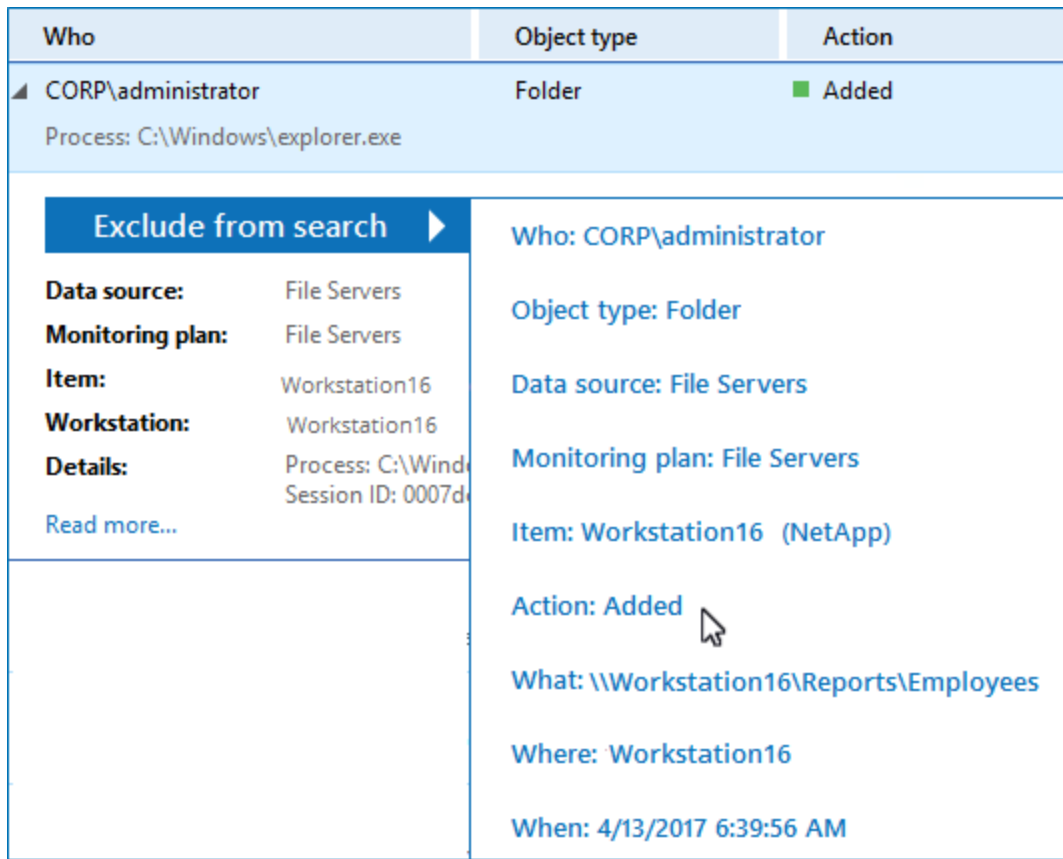 Who Object type Action
CORP\administrator Folder Added
Process: C:\Windows\explorer.exe
Exclude from search
Data source: File Servers
Monitoring plan: File Servers
Item: Workstation16
Workstation: Workstation16
Details: Process: C:\Wind
Session ID: 0007d
Read more...
Who: CORP\administrator
Object type: Folder
Data source: File Servers
Monitoring plan: File Servers
Item: Workstation16 (NetApp)
Action: Added
What: \\Workstation16\Reports\Employees
Where: Workstation16
When: 4/13/2017 6:39:56 AM